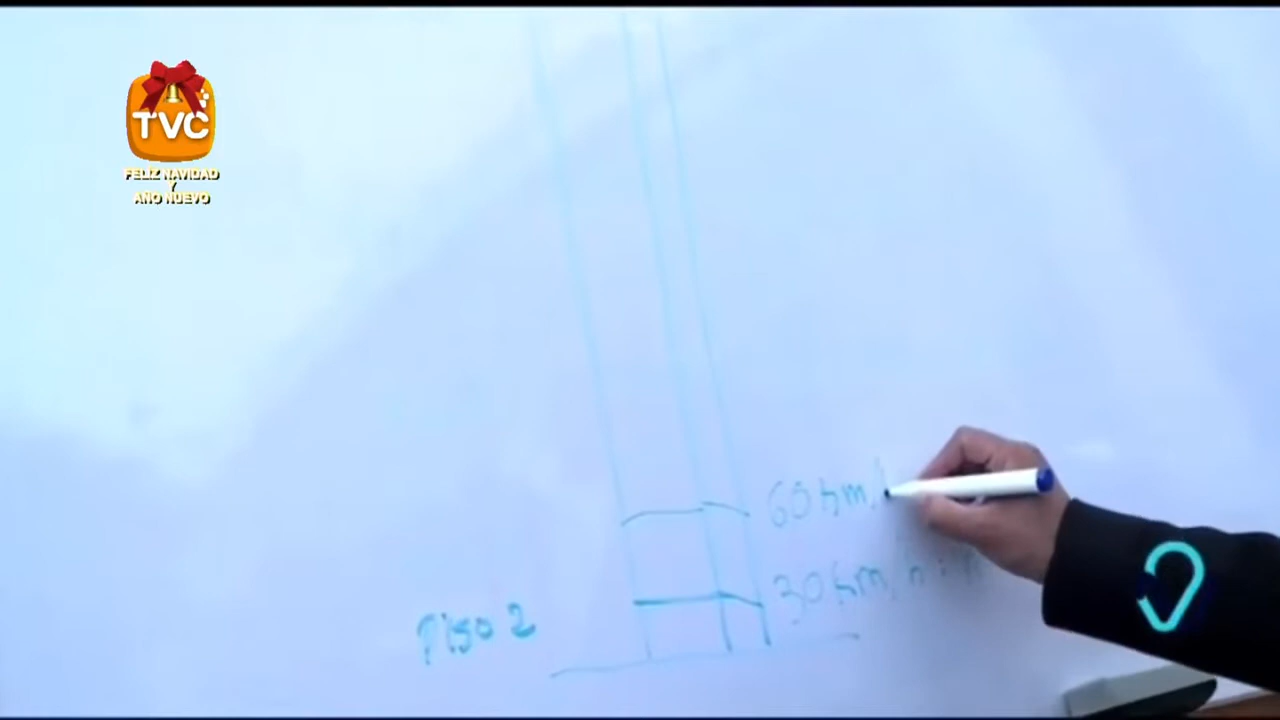 TVC
FELIZ NAVIDAD
Y
AÑO NUEVO
60 km/
30 km/
Piso 2